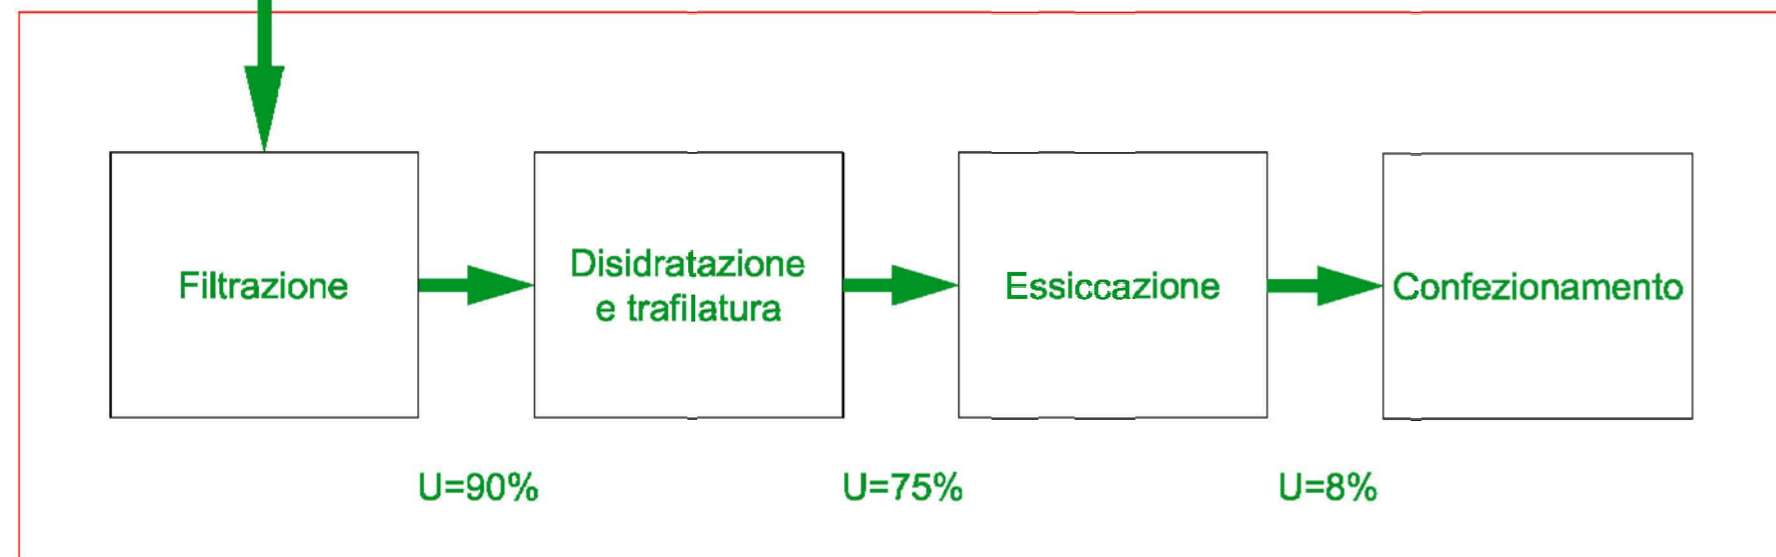 Filtrazione
Disidratazione
e trafilatura
Essiccazione
Confezionamento
U=90%
U=75%
U=8%